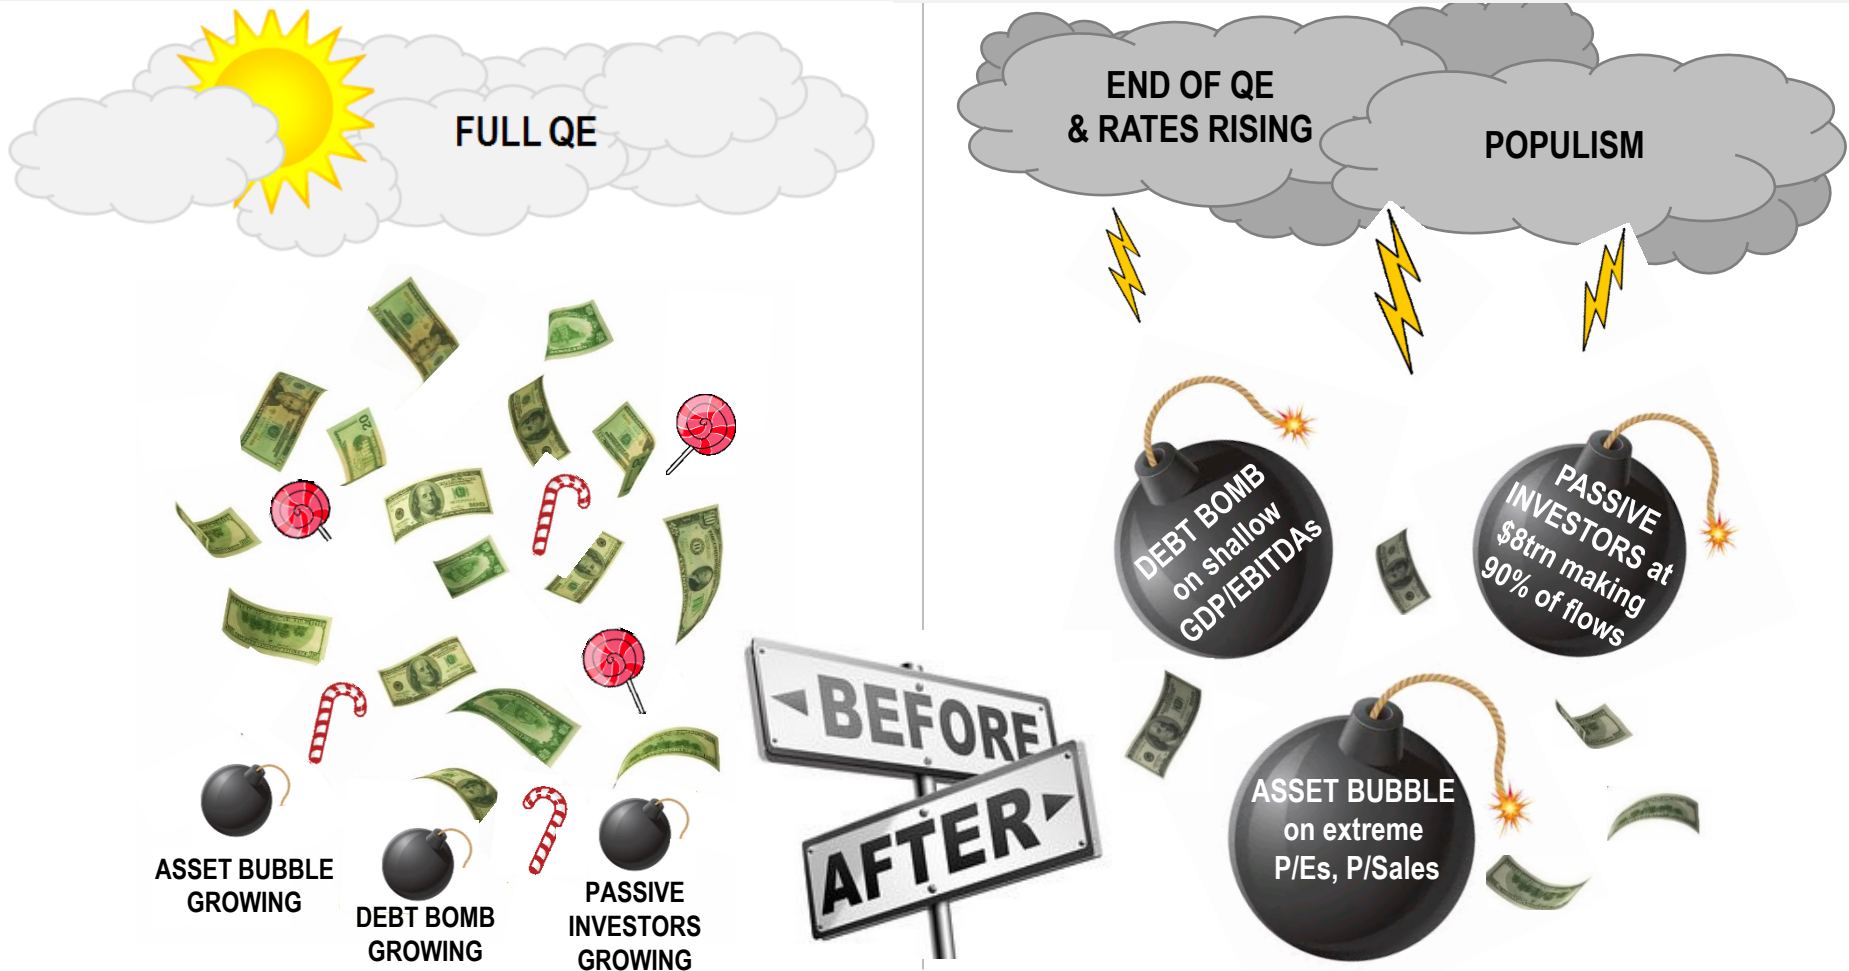 FULL QE
ASSET BUBBLE
GROWING
DEBT BOMB
GROWING
PASSIVE
INVESTORS
GROWING
BEFORE
AFTER
END OF QE
& RATES RISING
POPULISM
DEBT BOMB
on shallow
GDP/EBITDAs
PASSIVE
INVESTORS at
$8trn making
90% of flows
ASSET BUBBLE
on extreme
P/Es, P/Sales